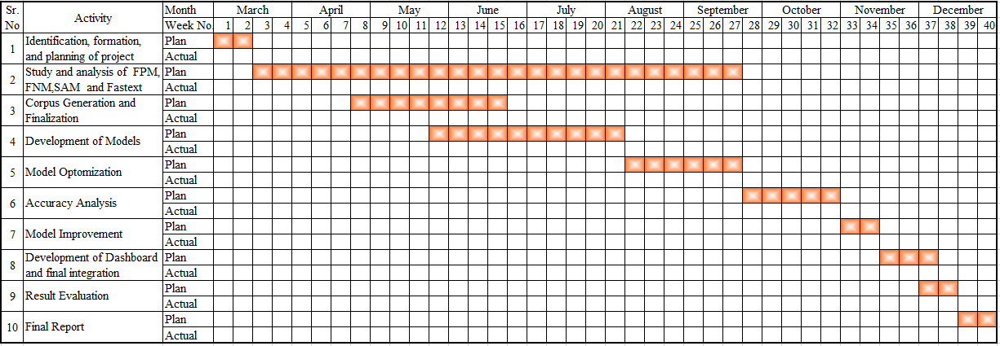 Sr. No Activity Month March April May June July August September October November December
Week No. 1 2 3 4 5 6 7 8 9 10 11 12 13 14 15 16 17 18 19 20 21 22 23 24 25 26 27 28 29 30 31 32 33 34 35 36 37 38 39 40
1 Identification, formation, Plan
and planning of project Actual
2 Study and analysis of FPM, Plan
FNM,SAM and Fastext Actual
3 Corpus Generation and Plan
Finalization Actual
4 Development of Models Plan
Actual
5 Model Optomization Plan
Actual
6 Accuracy Analysis Plan
Actual
7 Model Improvement Plan
Actual
8 Development of Dashboard Plan
and final integration Actual
9 Result Evaluation Plan
Actual
10 Final Report Plan
Actual